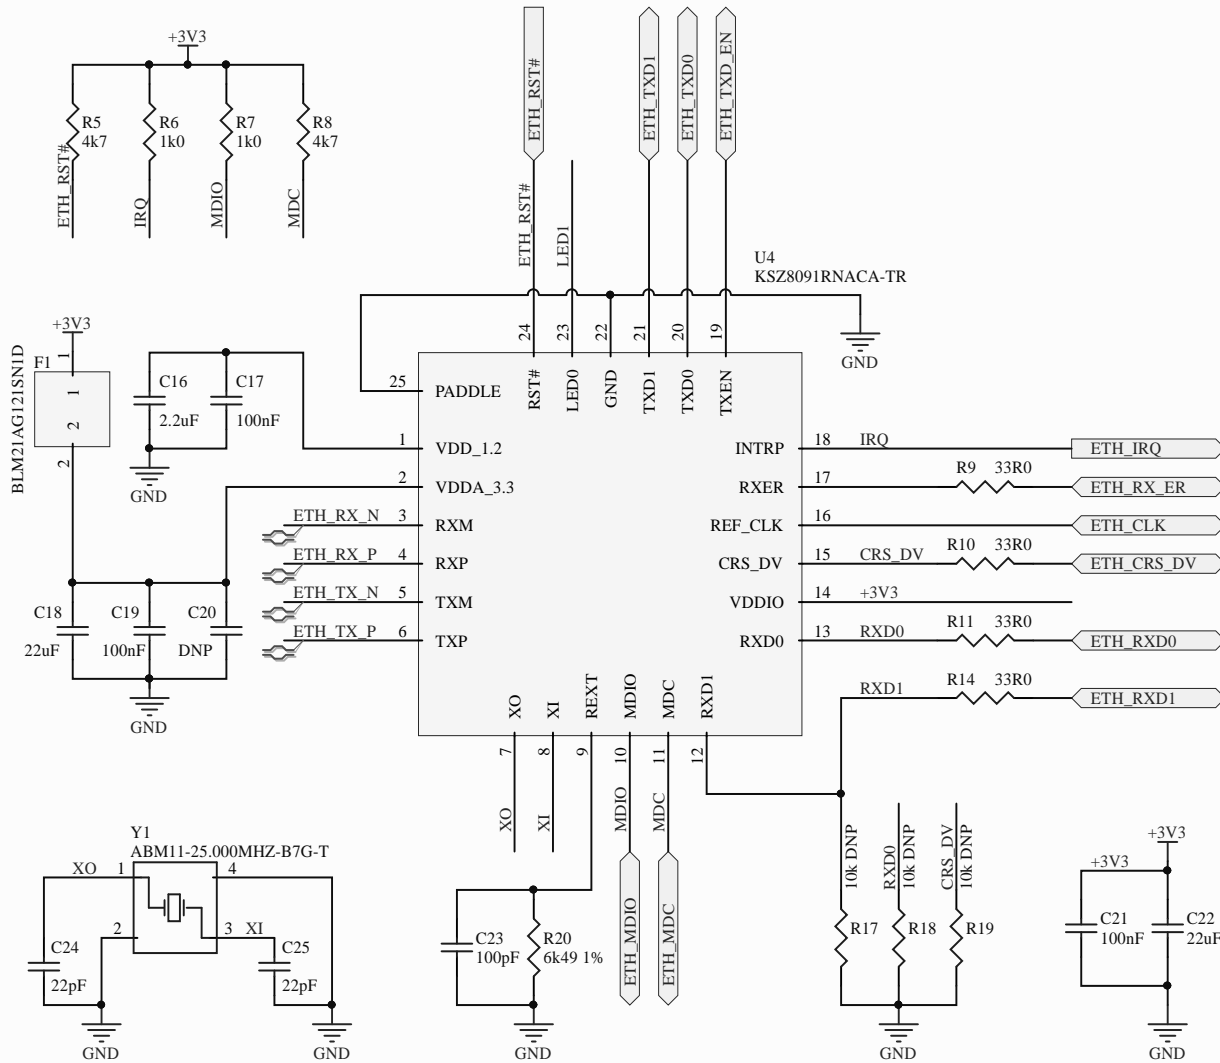 +3V3
R5
4k7
R6
1k0
R7
1k0
R8
4k7
ETH_RST#
IRQ
MDIO
MDC
ETH_RST#
ETH_TXD1
ETH_TXD0
ETH_TXD_EN
ETH_RST#
LED1
U4
KSZ8091RNACA-TR
24
23
22
21
20
19
GND
RST#
LED0
GND
TXD1
TXD0
TXEN
+3V3
F1
BLM21AG121SN1D
1
1
2
2
C16
2.2uF
C17
100nF
GND
25 PADDLE
1 VDD_1.2
2 VDDA_3.3
ETH_RX_N 3 RXM
ETH_RX_P 4 RXP
ETH_TX_N 5 TXM
ETH_TX_P 6 TXP
INTRP 18 IRQ ETH_IRQ
RXER 17 R9 33R0 ETH_RX_ER
REF_CLK 16 ETH_CLK
CRS_DV 15 CRS_DV R10 33R0 ETH_CRS_DV
VDDIO 14 +3V3
RXD0 13 RXD0 R11 33R0 ETH_RXD0
RXD1 R14 33R0 ETH_RXD1
C18
22uF
C19
100nF
C20
DNP
GND
XO
XI
REXT
MDIO
MDC
RXD1
7
8
9
10
11
12
XO
XI
MDIO
MDC
ETH_MDIO
ETH_MDC
Y1
ABM11-25.000MHZ-B7G-T
XO 1
4
2
3 XI
C24
22pF
C25
22pF
GND
GND
C23
100pF
R20
6k49 1%
GND
10k DNP
RXD0
10k DNP
CRS_DV
10k DNP
R17
R18
R19
GND
+3V3
+3V3
C21
100nF
C22
22uF
GND